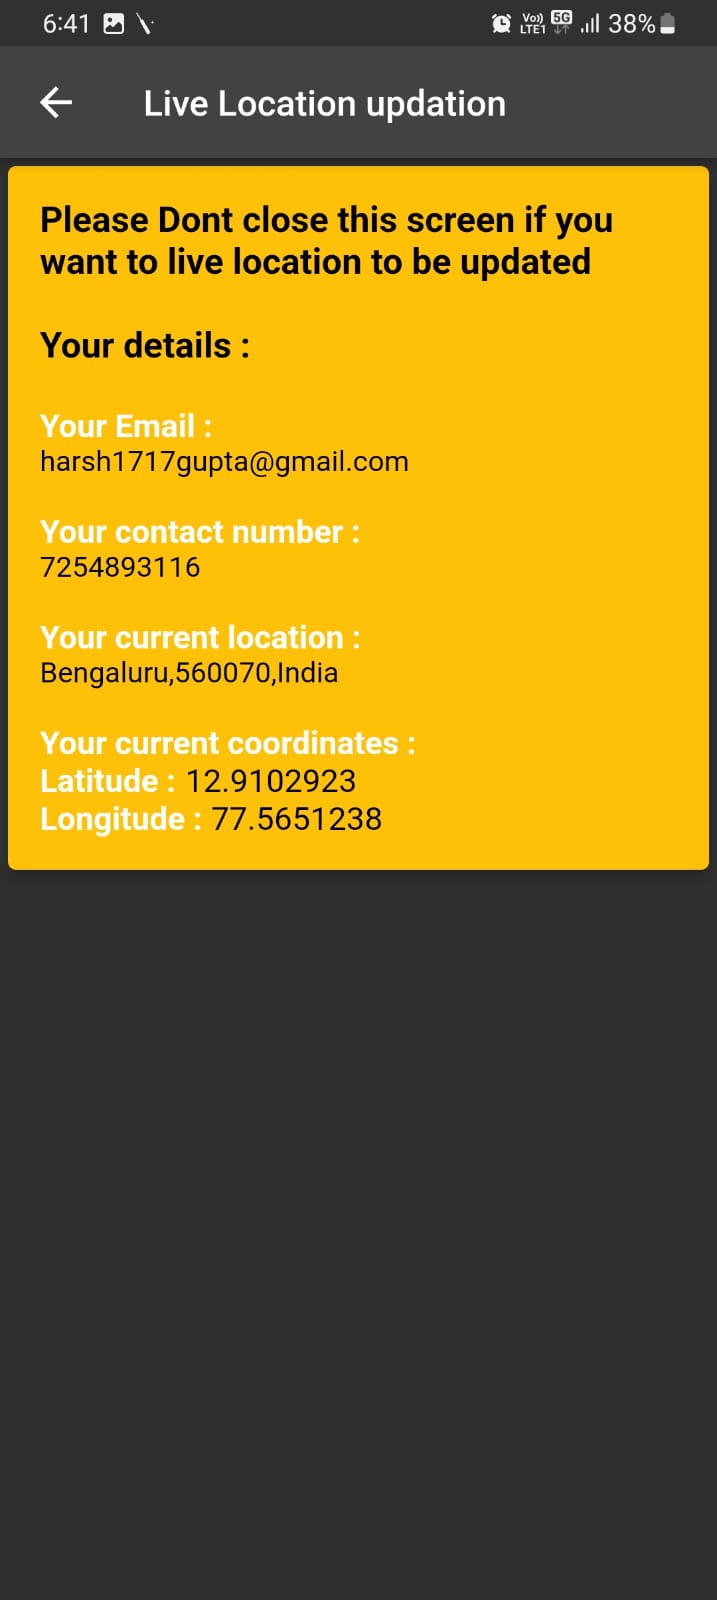 6:41
Vo)) LTE1 5G 38%
Live Location updation
Please Dont close this screen if you
want to live location to be updated
Your details :
Your Email :
harsh1717gupta@gmail.com
Your contact number :
7254893116
Your current location :
Bengaluru,560070,India
Your current coordinates :
Latitude : 12.9102923
Longitude : 77.5651238